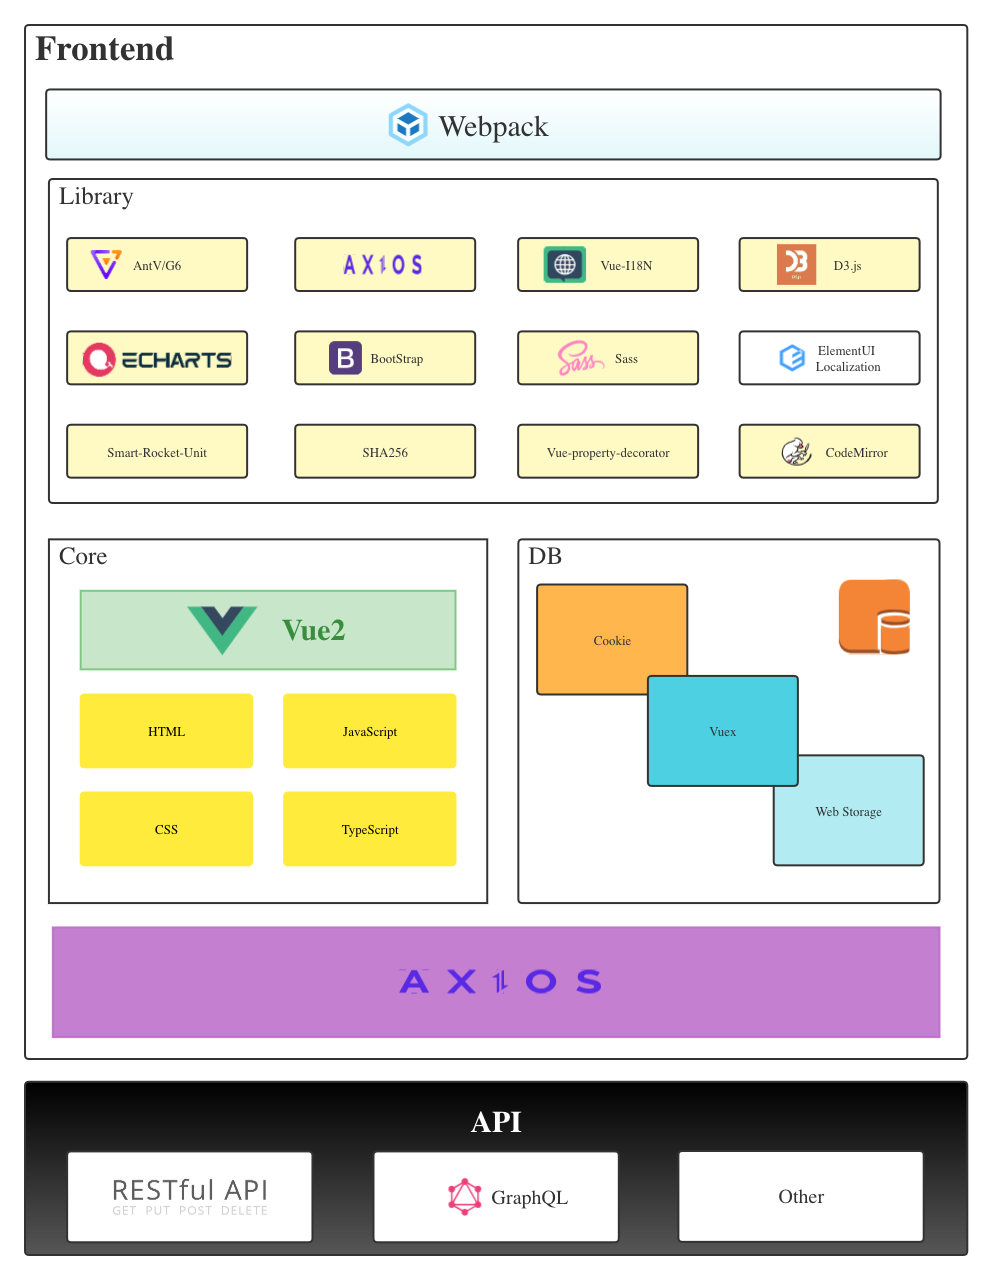 Frontend
Webpack
Library
AntV/G6
AXIOS
Vue-I18N
D3.js
ECHARTS
BootStrap
Sass
ElementUI
Localization
Smart-Rocket-Unit
SHA256
Vue-property-decorator
CodeMirror
Core
Vue2
HTML
JavaScript
CSS
TypeScript
DB
Cookie
Vuex
Web Storage
AXIOS
API
RESTful API
GET PUT POST DELETE
GraphQL
Other